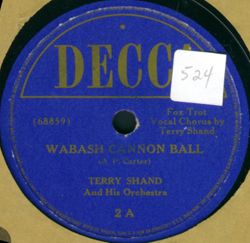 DECCA
524
(68859)
Fox Trot
Vocal Chorus by
Terry Shand
WABASH CANNON BALL
(A. P. Carter)
TERRY SHAND
And His Orchestra
2 A